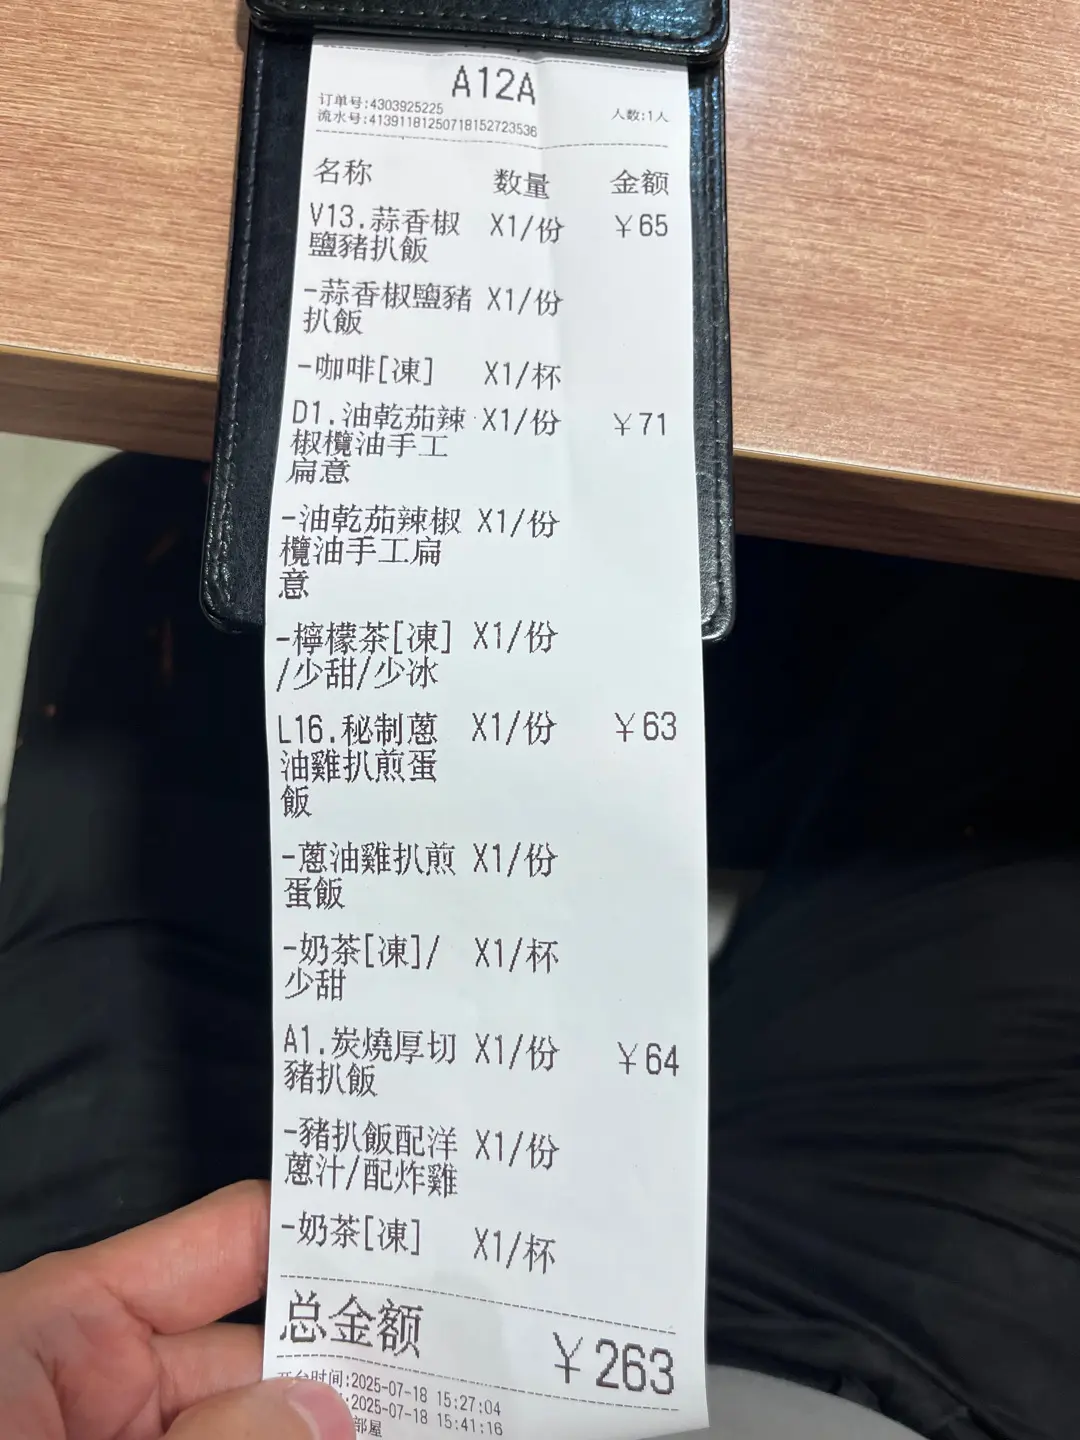 A12A
订单号:4303925225
人数:1人
流水号:413911812507181527235​36
名称 数量 金额
V13.蒜香椒 X1/份 ￥65
鹽豬扒飯
-蒜香椒鹽豬 X1/份
扒飯
-咖啡[凍] X1/杯
D1.油乾茄辣 X1/份 ￥71
椒欖油手工
扁意
-油乾茄辣椒 X1/份
欖油手工扁
意
-檸檬茶[凍] X1/份
/少甜/少冰
L16.秘制蔥 X1/份 ￥63
油雞扒煎蛋
飯
-蔥油雞扒煎 X1/份
蛋飯
-奶茶[凍]/ X1/杯
少甜
A1.炭燒厚切 X1/份 ￥64
豬扒飯
-豬扒飯配洋 X1/份
蔥汁/配炸雞
-奶茶[凍] X1/杯
总金额 ￥263
开台时间:2025-07-18 15:27:04
:2025-07-18 15:41:16
部屋